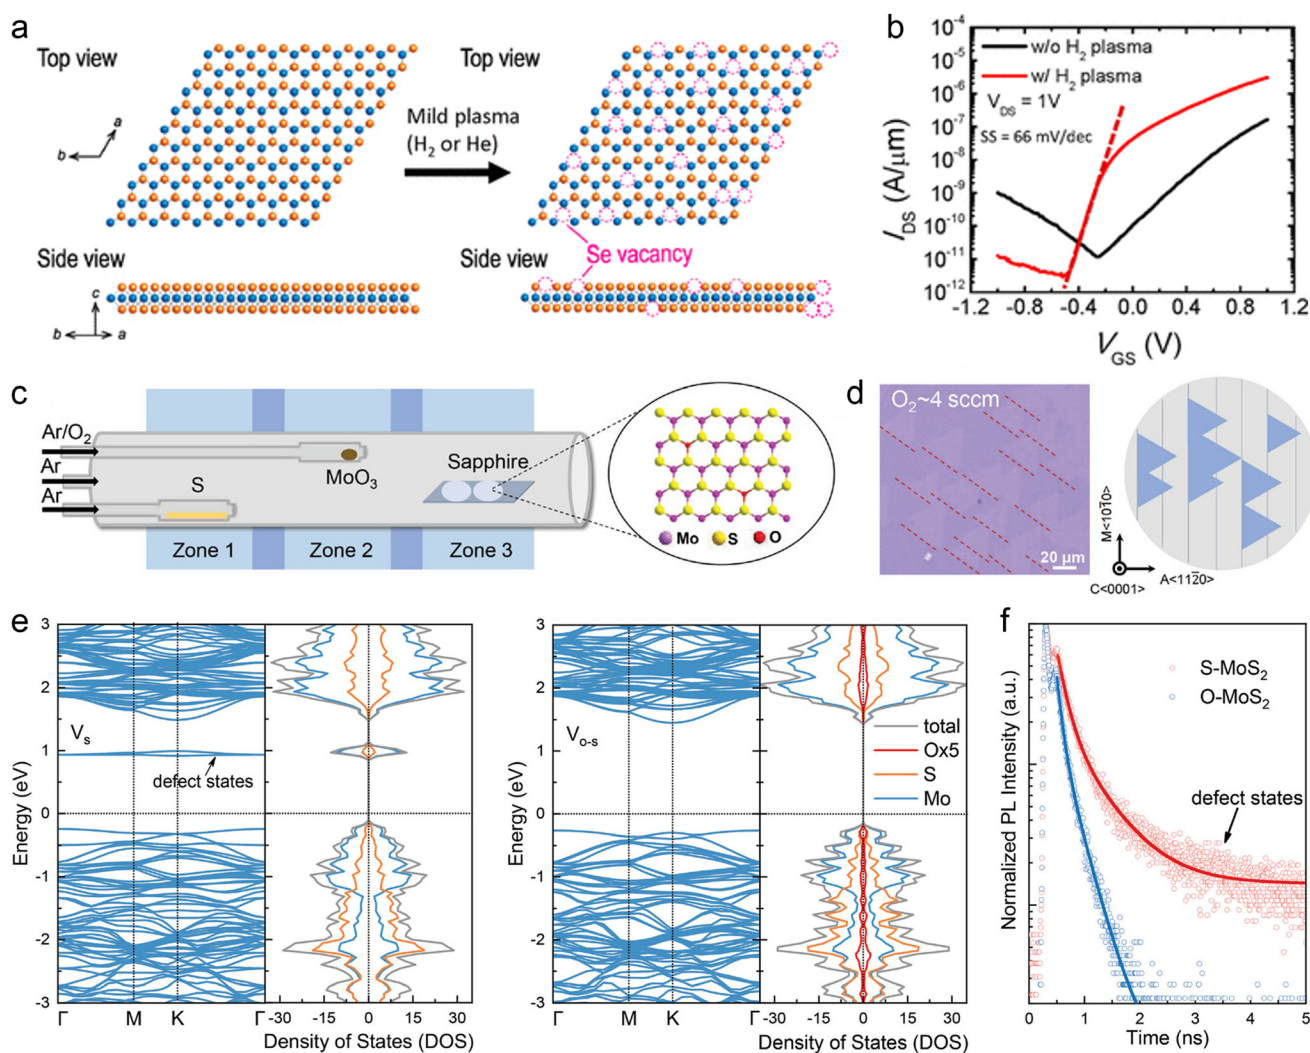 a
Top view
Top view
a
b
Mild plasma
(H2 or He)
Side view
Side view
Se vacancy
c
b
a
b
w/o H2 plasma
w/ H2 plasma
VDS = 1V
SS = 66 mV/dec
IDS (A/μm)
10-4
10-5
10-6
10-7
10-8
10-9
10-10
10-11
10-12
-1.2 -0.8 -0.4 0.0 0.4 0.8 1.2
VGS (V)
c
Ar/O2
Ar
Ar
S
MoO3
Sapphire
Zone 1
Zone 2
Zone 3
Mo S O
d
O2~4 sccm
20 μm
M<101̄0>
C<0001>
A<112̄0>
e
3
2
1
0
-1
-2
-3
Energy (eV)
Vs
defect states
Γ M K Γ
-30 -15 0 15 30
Density of States (DOS)
3
2
1
0
-1
-2
-3
Energy (eV)
Vo-s
total
Ox5
S
Mo
Γ M K Γ
-30 -15 0 15 30
Density of States (DOS)
f
S-MoS2
O-MoS2
defect states
Normalized PL Intensity (a.u.)
0 1 2 3 4 5
Time (ns)